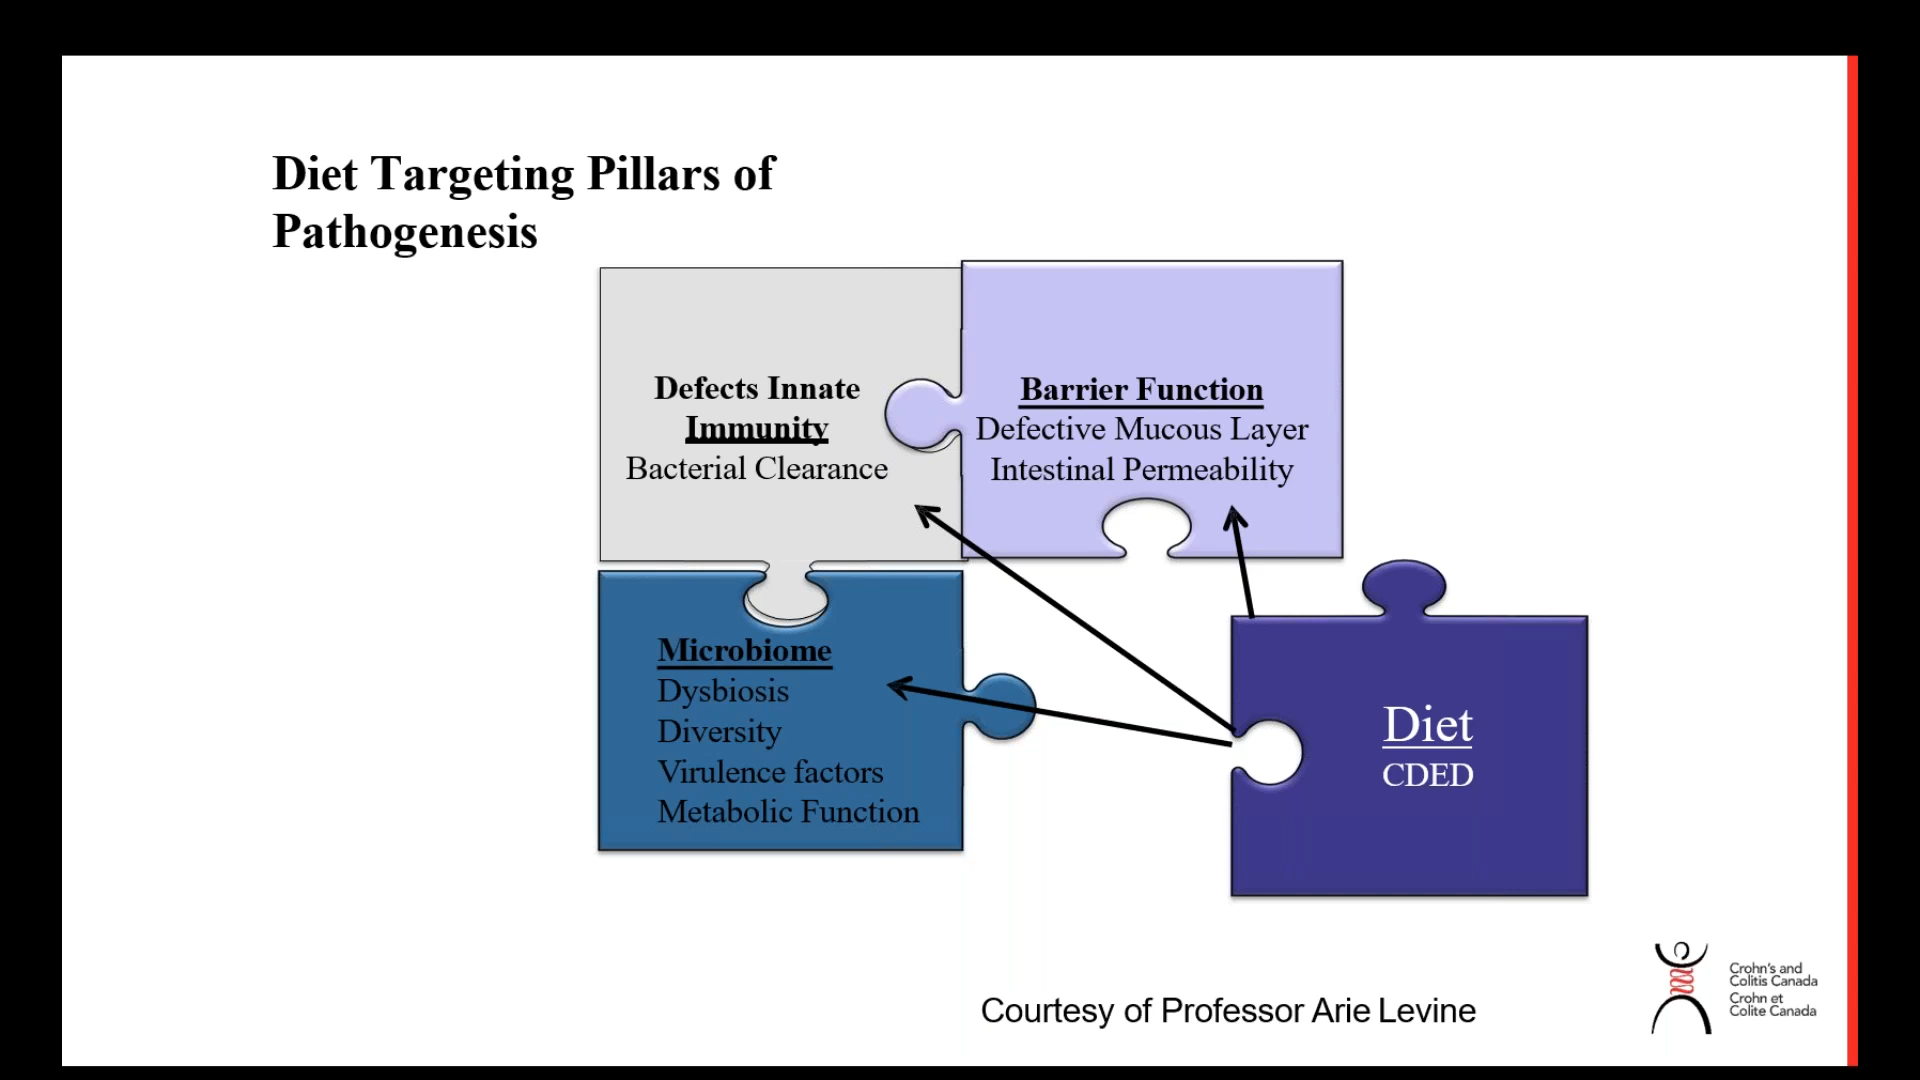 Diet Targeting Pillars of
Pathogenesis
Defects Innate
Immunity
Bacterial Clearance
Barrier Function
Defective Mucous Layer
Intestinal Permeability
Microbiome
Dysbiosis
Diversity
Virulence factors
Metabolic Function
Diet
CDED
Courtesy of Professor Arie Levine
Crohn's and
Colitis Canada
Crohn et
Colite Canada